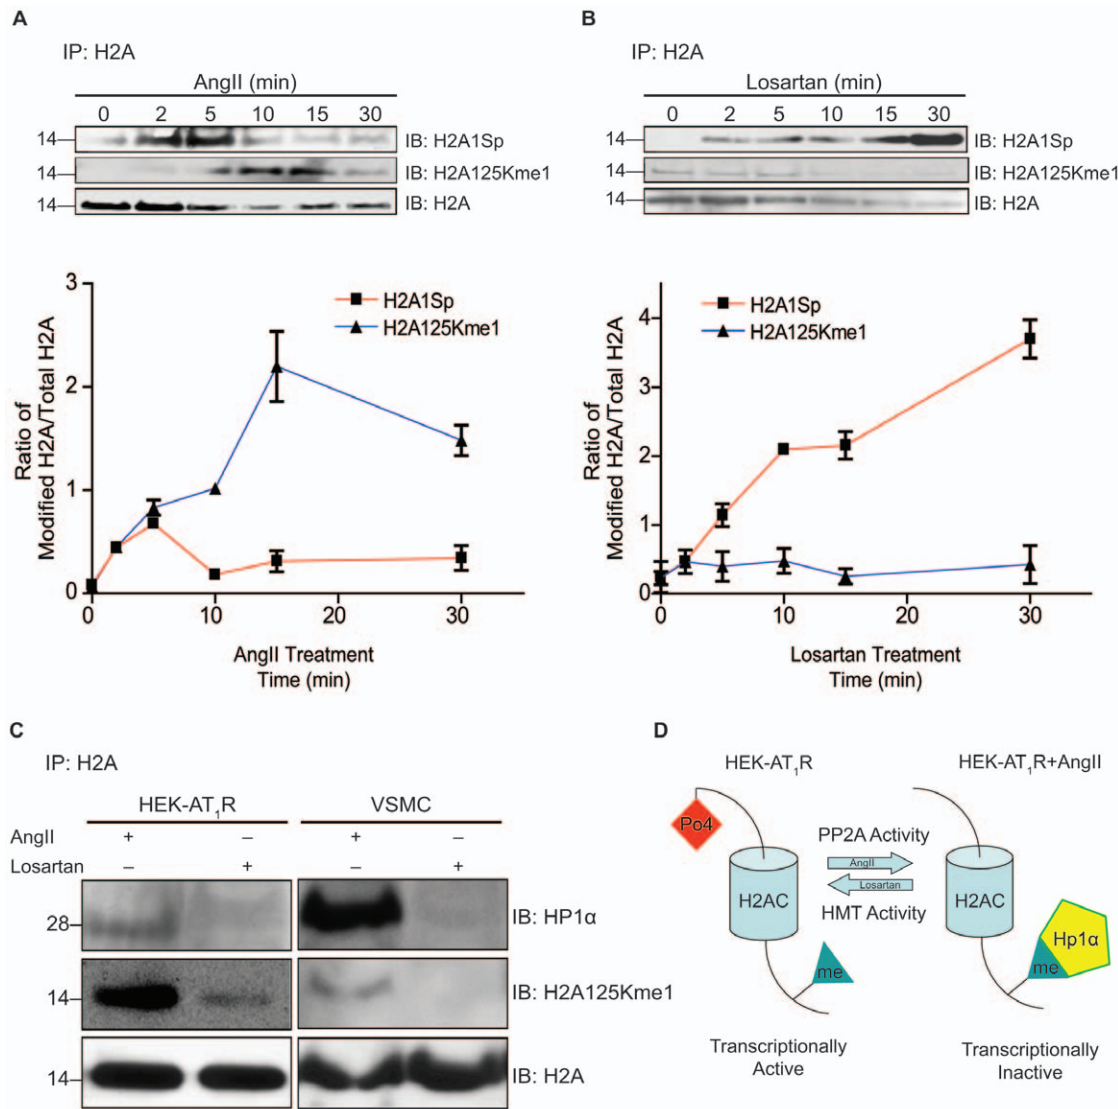 A
IP: H2A
AngII (min)
0 2 5 10 15 30
14 IB: H2A1Sp
14 IB: H2A125Kme1
14 IB: H2A
3
2
1
0
0 10 20 30
Ratio of
Modified H2A/Total H2A
H2A1Sp
H2A125Kme1
AngII Treatment
Time (min)
B
IP: H2A
Losartan (min)
0 2 5 10 15 30
14 IB: H2A1Sp
14 IB: H2A125Kme1
14 IB: H2A
4
3
2
1
0
0 10 20 30
Ratio of
Modified H2A/Total H2A
H2A1Sp
H2A125Kme1
Losartan Treatment
Time (min)
C
IP: H2A
HEK-AT₁R VSMC
AngII + – + –
Losartan – + – +
28 IB: HP1α
14 IB: H2A125Kme1
14 IB: H2A
D
HEK-AT₁R HEK-AT₁R+AngII
Po4
PP2A Activity
AngII
Losartan
HMT Activity
H2AC H2AC
me me Hp1α
Transcriptionally
Active
Transcriptionally
Inactive